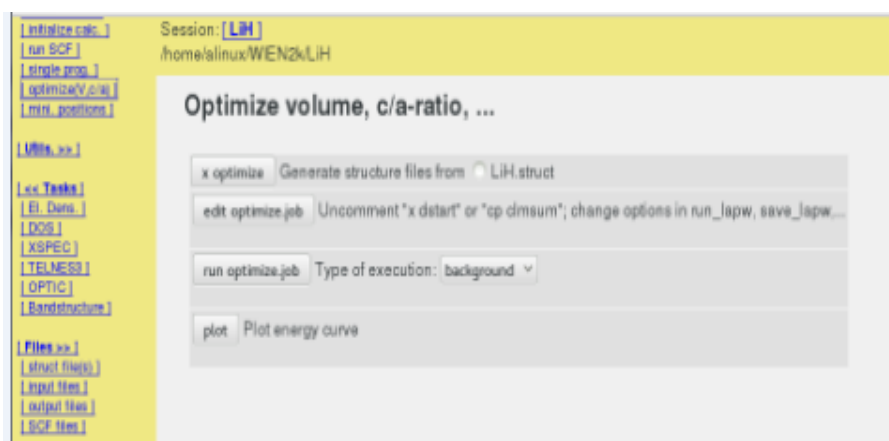 [ initialize calc. ]
[ run SCF ]
[ single prog. ]
[ optimize(V,c/a) ]
[ mini. positions ]
[ Utils. >> ]
[ << Tasks ]
[ El. Dens. ]
[ DOS ]
[ XSPEC ]
[ TELNES3 ]
[ OPTIC ]
[ Bandstructure ]
[ Files >> ]
[ struct file(s) ]
[ input files ]
[ output files ]
[ SCF files ]
Session: [ LiH ]
/home/alinux/WIEN2k/LiH
Optimize volume, c/a-ratio, ...
x optimize Generate structure files from LiH.struct
edit optimize.job Uncomment "x dstart" or "cp clmsum"; change options in run_lapw, save_lapw,...
run optimize.job Type of execution: background
plot Plot energy curve